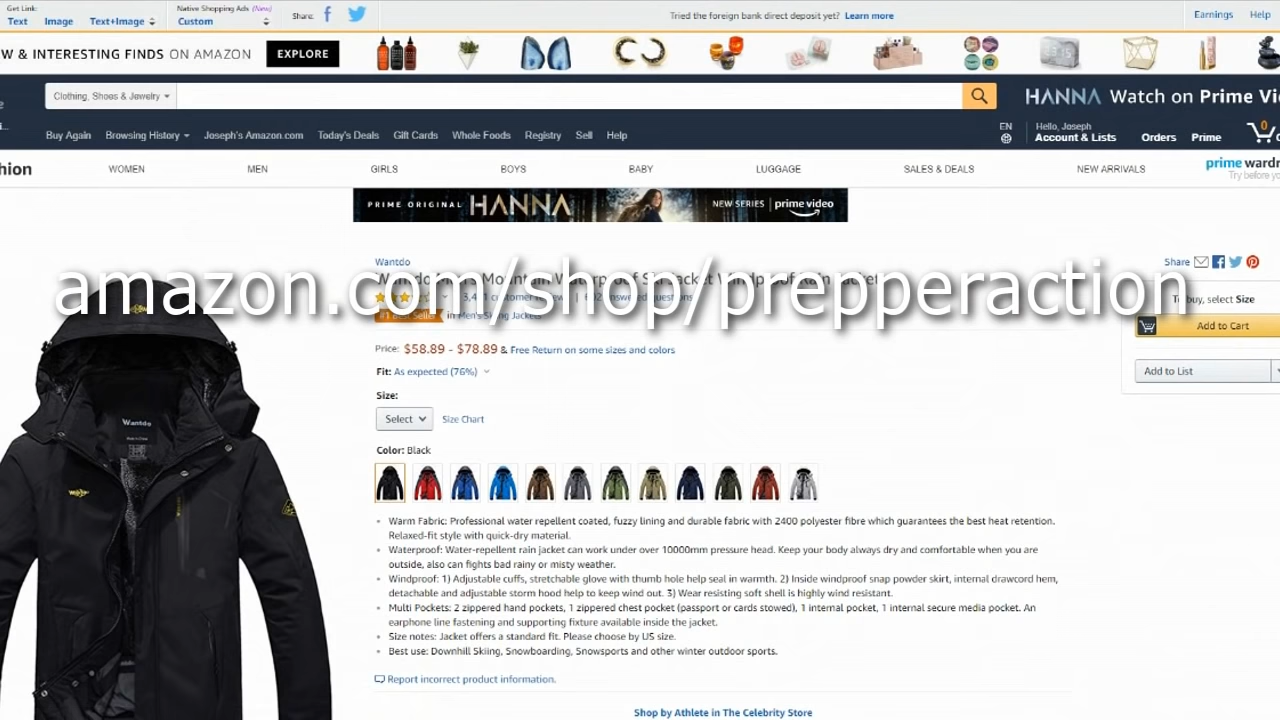 Get Link:
Text Image Text+Image
Native Shopping Ads (New)
Custom
Share:
Tried the foreign bank direct deposit yet? Learn more
Earnings Help
W & INTERESTING FINDS ON AMAZON EXPLORE
Clothing, Shoes & Jewelry
HANNA Watch on Prime Vi
Buy Again Browsing History Joseph's Amazon.com Today's Deals Gift Cards Whole Foods Registry Sell Help
EN
Hello, Joseph
Account & Lists Orders Prime
0
hion WOMEN MEN GIRLS BOYS BABY LUGGAGE SALES & DEALS NEW ARRIVALS
prime wardr
Try before yo
PRIME ORIGINAL HANNA NEW SERIES prime video
Wantdo
Share
amazon.com/shop/prepperaction
To buy, select Size
#1 Best Seller in Men's Skiing Jackets
Add to Cart
Price: $58.89 - $78.89 & Free Return on some sizes and colors
Fit: As expected (76%)
Add to List
Size:
Select Size Chart
Color: Black
Wantdo
Warm Fabric: Professional water repellent coated, fuzzy lining and durable fabric with 2400 polyester fibre which guarantees the best heat retention.
Relaxed-fit style with quick-dry material.
Waterproof: Water-repellent rain jacket can work under over 10000mm pressure head. Keep your body always dry and comfortable when you are
outside, also can fights bad rainy or misty weather.
Windproof: 1) Adjustable cuffs, stretchable glove with thumb hole help seal in warmth. 2) Inside windproof snap powder skirt, internal drawcord hem,
detachable and adjustable storm hood help to keep wind out. 3) Wear resisting soft shell is highly wind resistant.
Multi Pockets: 2 zippered hand pockets, 1 zippered chest pocket (passport or cards stowed), 1 internal pocket, 1 internal secure media pocket. An
earphone line fastening and supporting fixture available inside the jacket.
Size notes: Jacket offers a standard fit. Please choose by US size.
Best use: Downhill Skiing, Snowboarding, Snowsports and other winter outdoor sports.
Report incorrect product information.
Shop by Athlete in The Celebrity Store